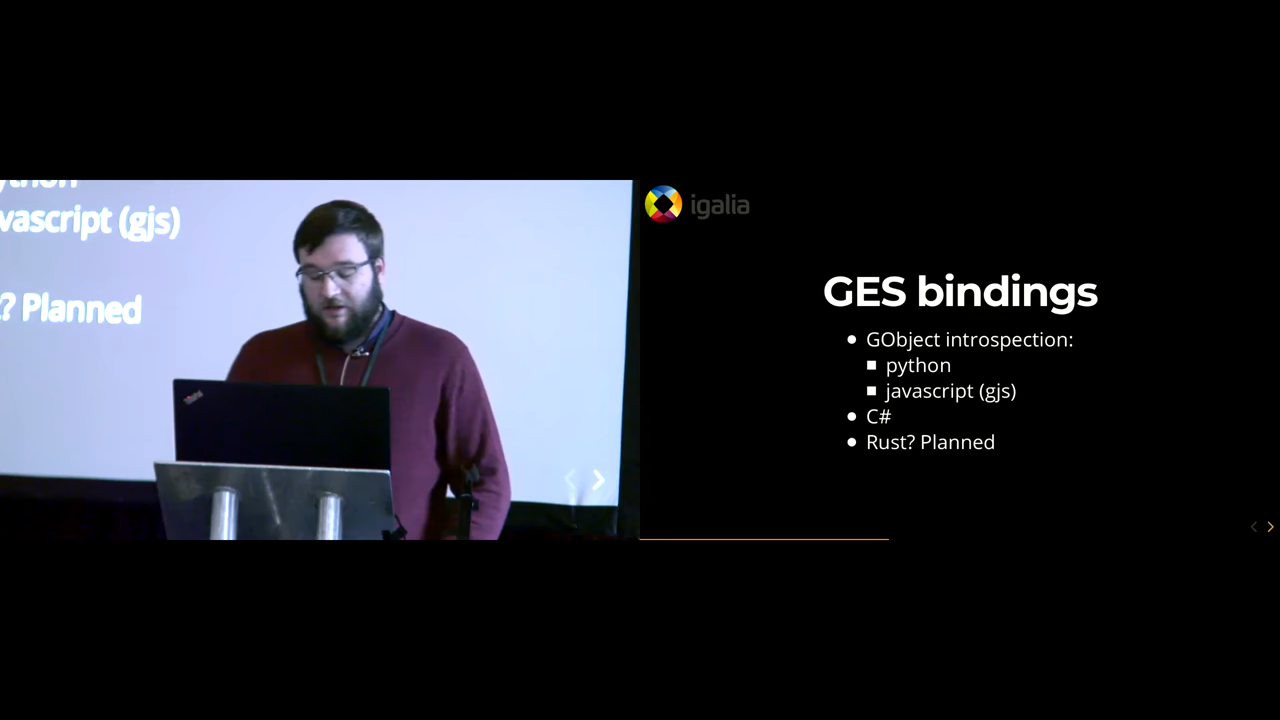 vascript (gjs)
? Planned
igalia
GES bindings
GObject introspection:
python
javascript (gjs)
C#
Rust? Planned